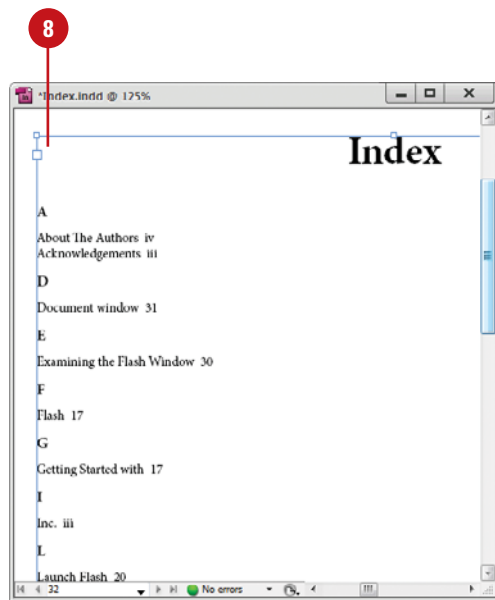 8
*Index.indd @ 125%
Index
A
About The Authors iv
Acknowledgements iii
D
Document window 31
E
Examining the Flash Window 30
F
Flash 17
G
Getting Started with 17
I
Inc. iii
L
Launch Flash 20
32
No errors